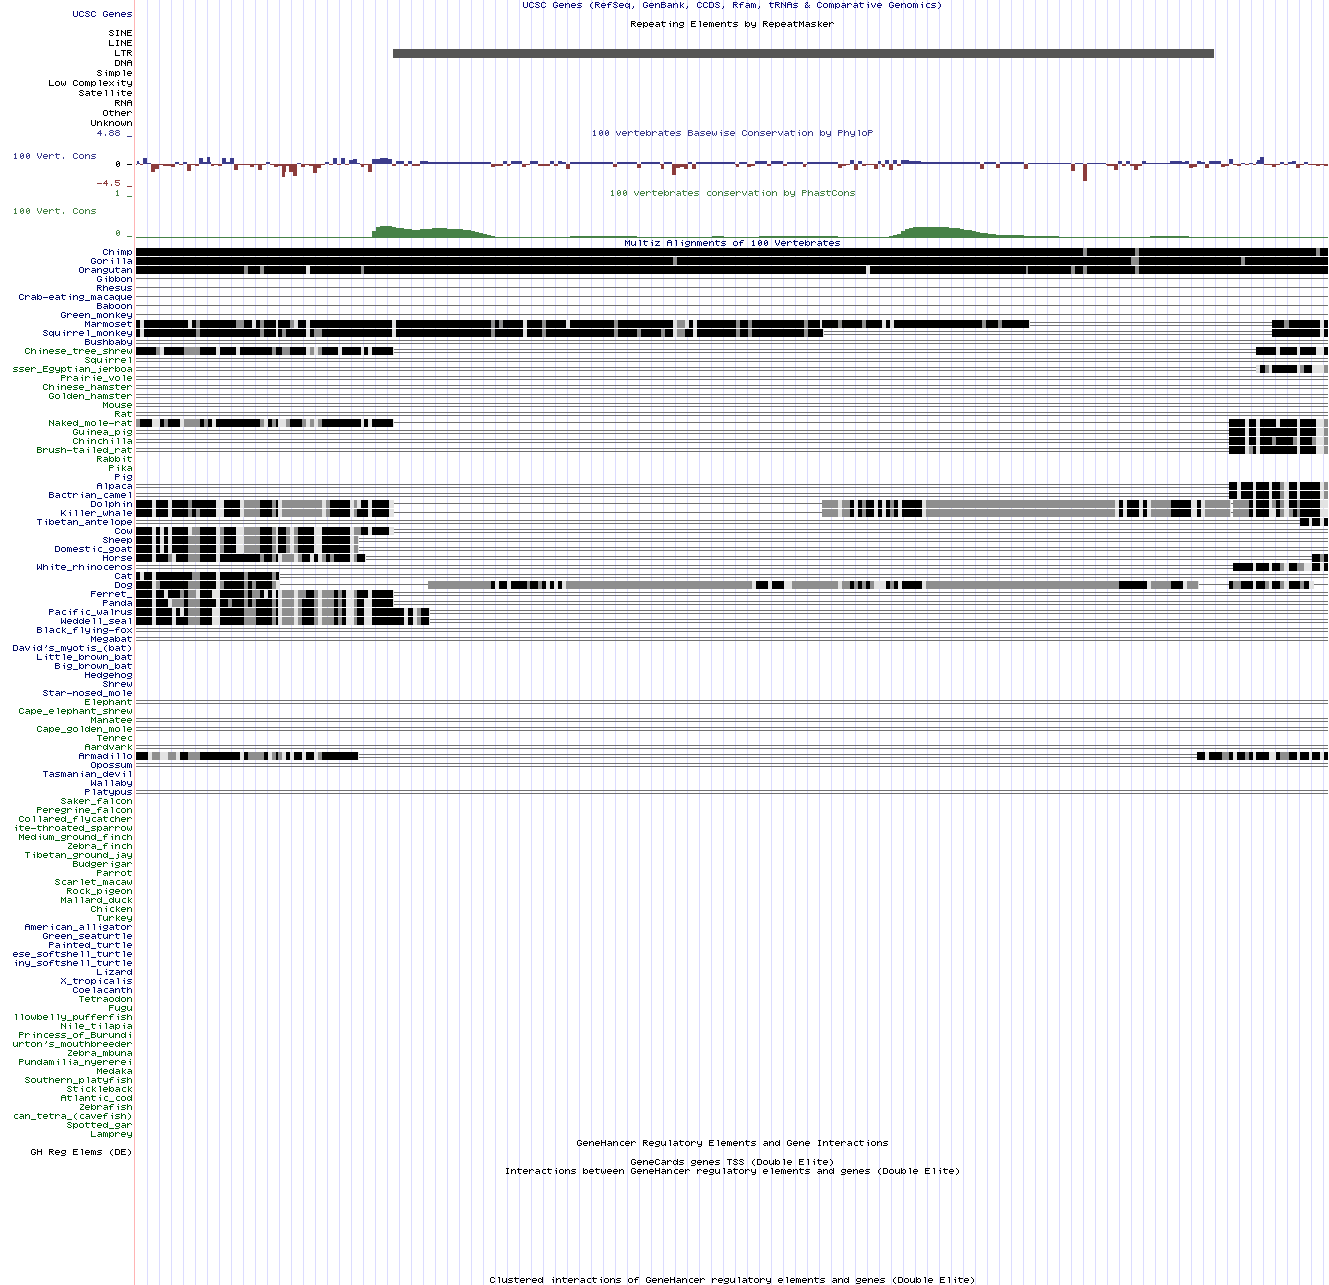 UCSC Genes (RefSeq, GenBank, CCDS, Rfam, tRNAs & Comparative Genomics)
UCSC Genes
Repeating Elements by RepeatMasker
SINE
LINE
LTR
DNA
Simple
Low Complexity
Satellite
RNA
Other
Unknown
4.88 _
100 vertebrates Basewise Conservation by PhyloP
100 Vert. Cons
0 _
-4.5 _
1 _
100 vertebrates conservation by PhastCons
100 Vert. Cons
0 _
Multiz Alignments of 100 Vertebrates
Chimp
Gorilla
Orangutan
Gibbon
Rhesus
Crab-eating_macaque
Baboon
Green_monkey
Marmoset
Squirrel_monkey
Bushbaby
Chinese_tree_shrew
Squirrel
sser_Egyptian_jerboa
Prairie_vole
Chinese_hamster
Golden_hamster
Mouse
Rat
Naked_mole-rat
Guinea_pig
Chinchilla
Brush-tailed_rat
Rabbit
Pika
Pig
Alpaca
Bactrian_camel
Dolphin
Killer_whale
Tibetan_antelope
Cow
Sheep
Domestic_goat
Horse
White_rhinoceros
Cat
Dog
Ferret_
Panda
Pacific_walrus
Weddell_seal
Black_flying-fox
Megabat
David's_myotis_(bat)
Little_brown_bat
Big_brown_bat
Hedgehog
Shrew
Star-nosed_mole
Elephant
Cape_elephant_shrew
Manatee
Cape_golden_mole
Tenrec
Aardvark
Armadillo
Opossum
Tasmanian_devil
Wallaby
Platypus
Saker_falcon
Peregrine_falcon
Collared_flycatcher
ite-throated_sparrow
Medium_ground_finch
Zebra_finch
Tibetan_ground_jay
Budgerigar
Parrot
Scarlet_macaw
Rock_pigeon
Mallard_duck
Chicken
Turkey
American_alligator
Green_seaturtle
Painted_turtle
ese_softshell_turtle
iny_softshell_turtle
Lizard
X_tropicalis
Coelacanth
Tetraodon
Fugu
llowbelly_pufferfish
Nile_tilapia
Princess_of_Burundi
urton's_mouthbreeder
Zebra_mbuna
Pundamilia_nyererei
Medaka
Southern_platyfish
Stickleback
Atlantic_cod
Zebrafish
can_tetra_(cavefish)
Spotted_gar
Lamprey
GeneHancer Regulatory Elements and Gene Interactions
GH Reg Elems (DE)
GeneCards genes TSS (Double Elite)
Interactions between GeneHancer regulatory elements and genes (Double Elite)
Clustered interactions of GeneHancer regulatory elements and genes (Double Elite)